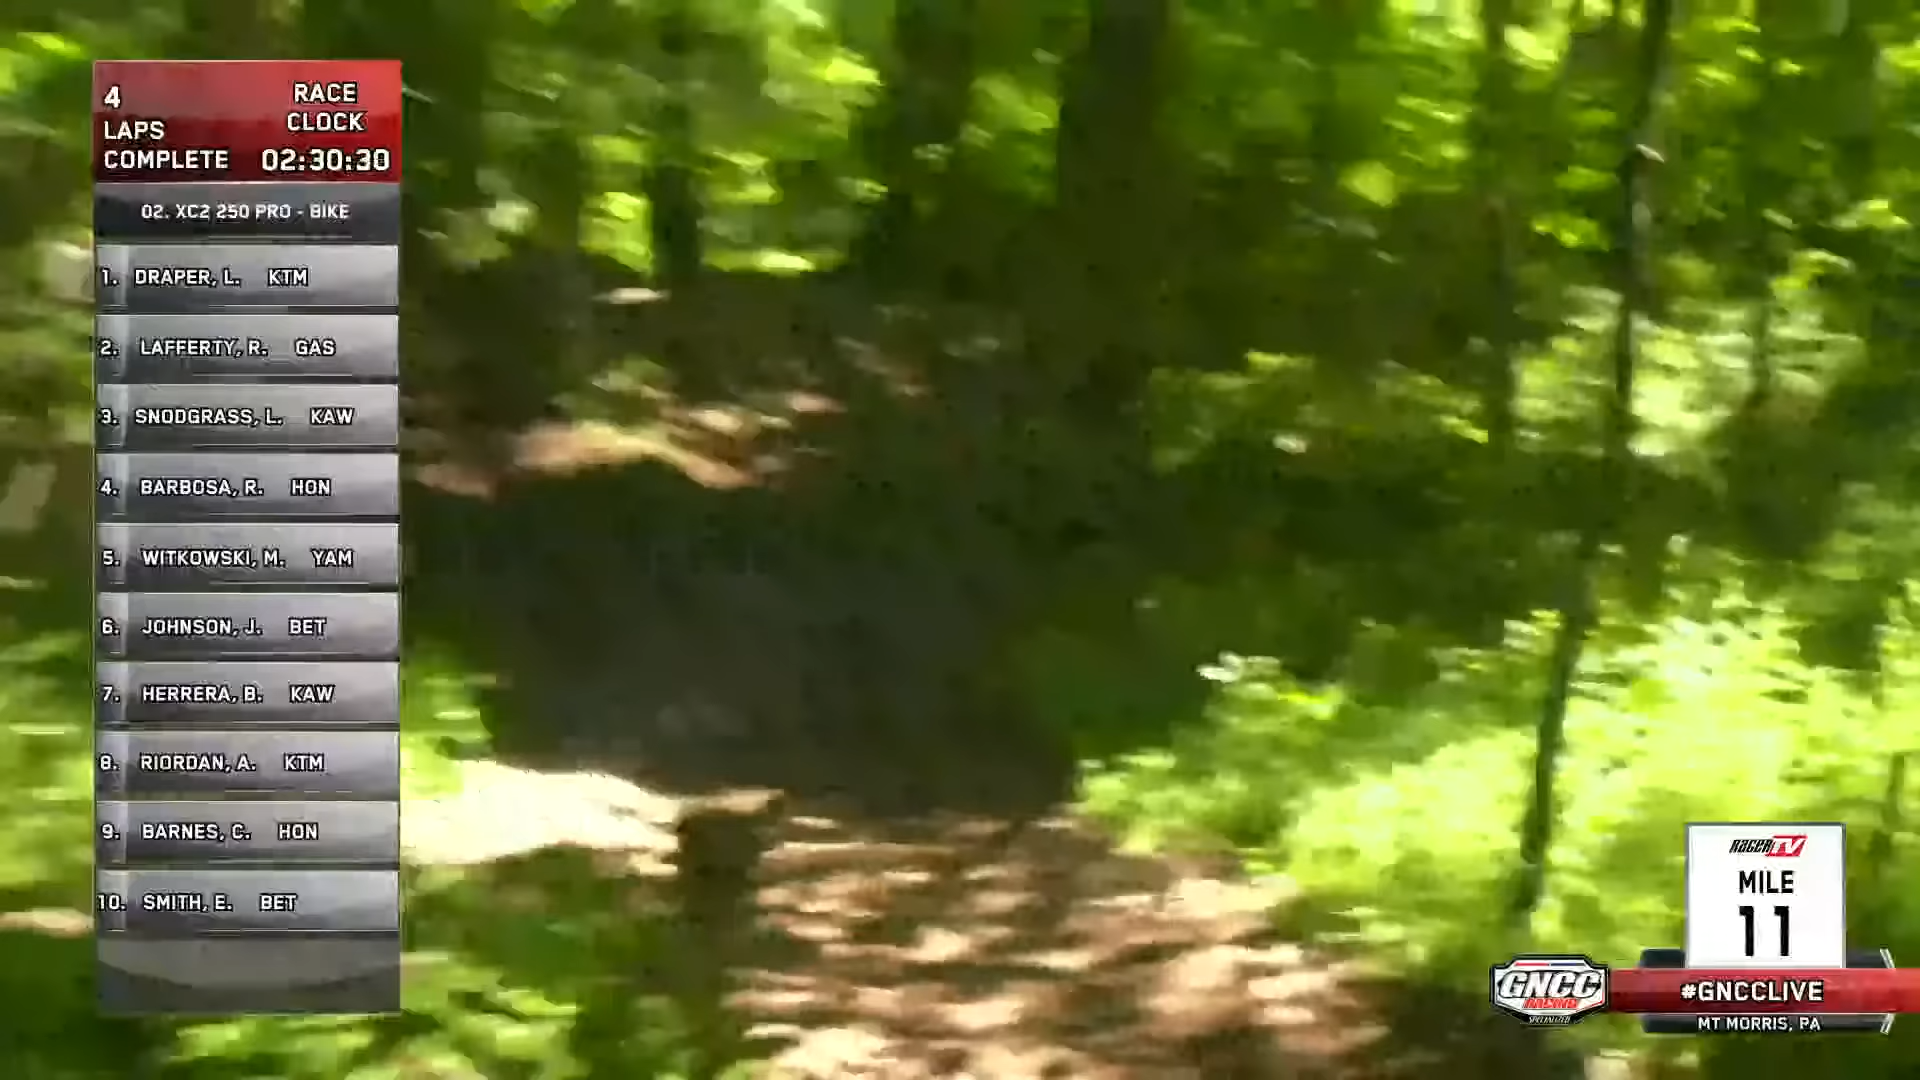 4
LAPS
COMPLETE
RACE
CLOCK
02:30:30
02. XC2 250 PRO - BIKE
1. DRAPER, L. KTM
2. LAFFERTY, R. GAS
3. SNODGRASS, L. KAW
4. BARBOSA, R. HON
5. WITKOWSKI, M. YAM
6. JOHNSON, J. BET
7. HERRERA, B. KAW
8. RIORDAN, A. KTM
9. BARNES, C. HON
10. SMITH, E. BET
RACERTV
MILE
11
GNCC
RACING
SPECIALIZED
#GNCCLIVE
MT MORRIS, PA